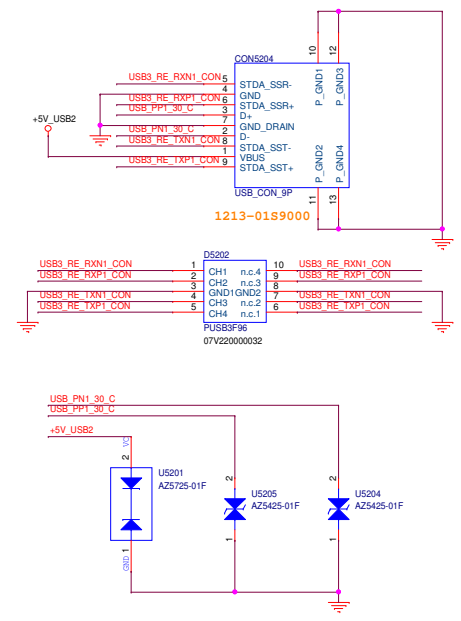 CON5204
10
12
P_GND1
P_GND3
USB3_RE_RXN1_CON 5 STDA_SSR-
4 GND
USB3_RE_RXP1_CON 6 STDA_SSR+
USB_PP1_30_C 3 D+
7 GND_DRAIN
+5V_USB2
USB_PN1_30_C 2 D-
USB3_RE_TXN1_CON 8 STDA_SST-
1 VBUS
USB3_RE_TXP1_CON 9 STDA_SST+
P_GND2
P_GND4
11
13
USB_CON_9P
1213-01S9000
D5202
USB3_RE_RXN1_CON 1 CH1 n.c.4 10 USB3_RE_RXN1_CON
USB3_RE_RXP1_CON 2 CH2 n.c.3 9 USB3_RE_RXP1_CON
3 GND1 GND2 8
USB3_RE_TXN1_CON 4 CH3 n.c.2 7 USB3_RE_TXN1_CON
USB3_RE_TXP1_CON 5 CH4 n.c.1 6 USB3_RE_TXP1_CON
PUSB3F96
07V220000032
USB_PN1_30_C
USB_PP1_30_C
+5V_USB2
VC
2
U5201
AZ5725-01F
GND 1
2
U5205
AZ5425-01F
1
2
U5204
AZ5425-01F
1